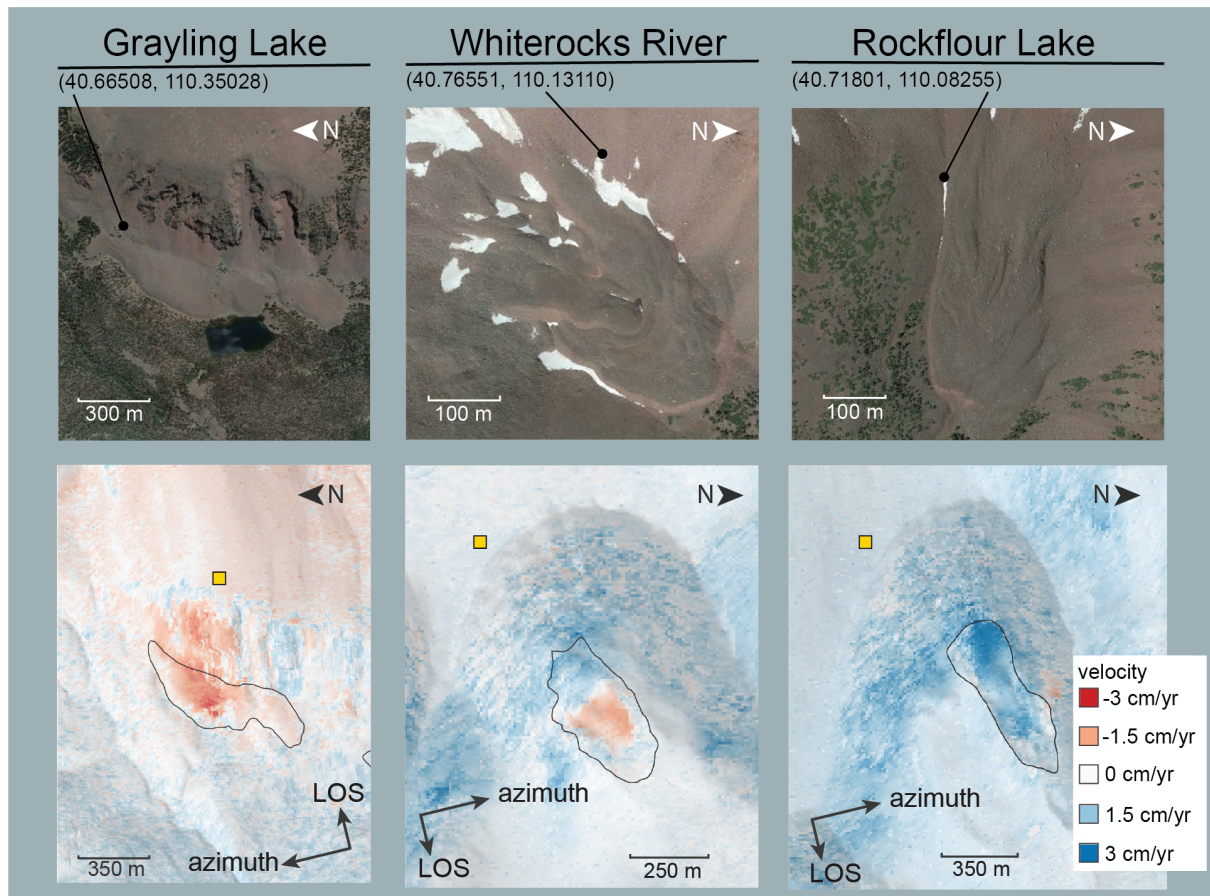 Grayling Lake
(40.66508, 110.35028)
N
300 m
Whiterocks River
(40.76551, 110.13110)
N
100 m
Rockflour Lake
(40.71801, 110.08255)
N
100 m
N
LOS
azimuth
350 m
N
azimuth
LOS
250 m
N
azimuth
LOS
350 m
velocity
-3 cm/yr
-1.5 cm/yr
0 cm/yr
1.5 cm/yr
3 cm/yr